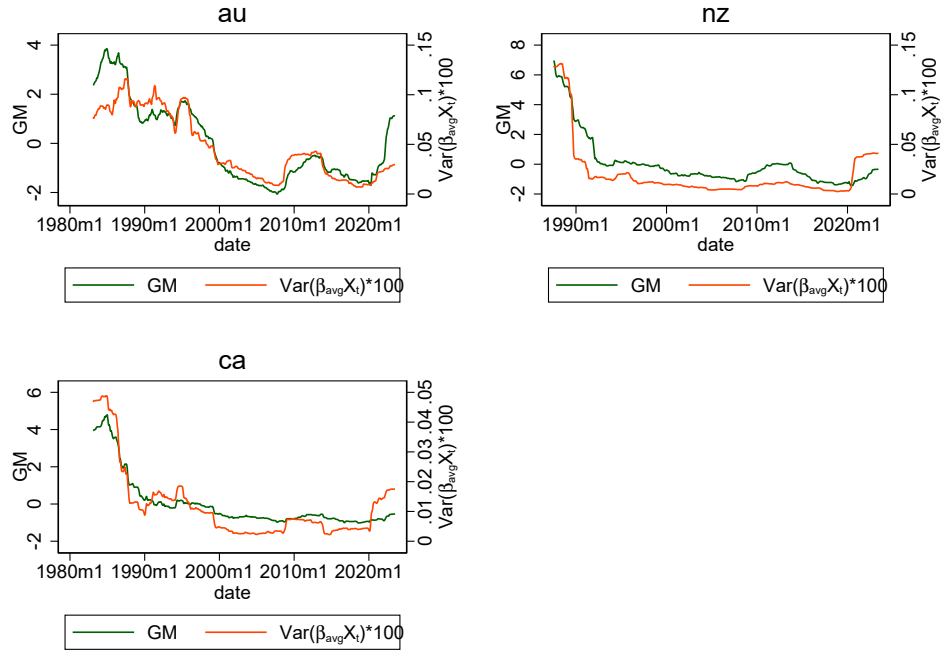 au
GM
-2 0 2 4
0 .05 .1 .15
Var(βavgXt)*100
1980m1 1990m1 2000m1 2010m1 2020m1
date
GM Var(βavgXt)*100
nz
GM
-2 0 2 4 6 8
0 .05 .1 .15
Var(βavgXt)*100
1990m1 2000m1 2010m1 2020m1
date
GM Var(βavgXt)*100
ca
GM
-2 0 2 4 6
0 .01 .02 .03 .04 .05
Var(βavgXt)*100
1980m1 1990m1 2000m1 2010m1 2020m1
date
GM Var(βavgXt)*100